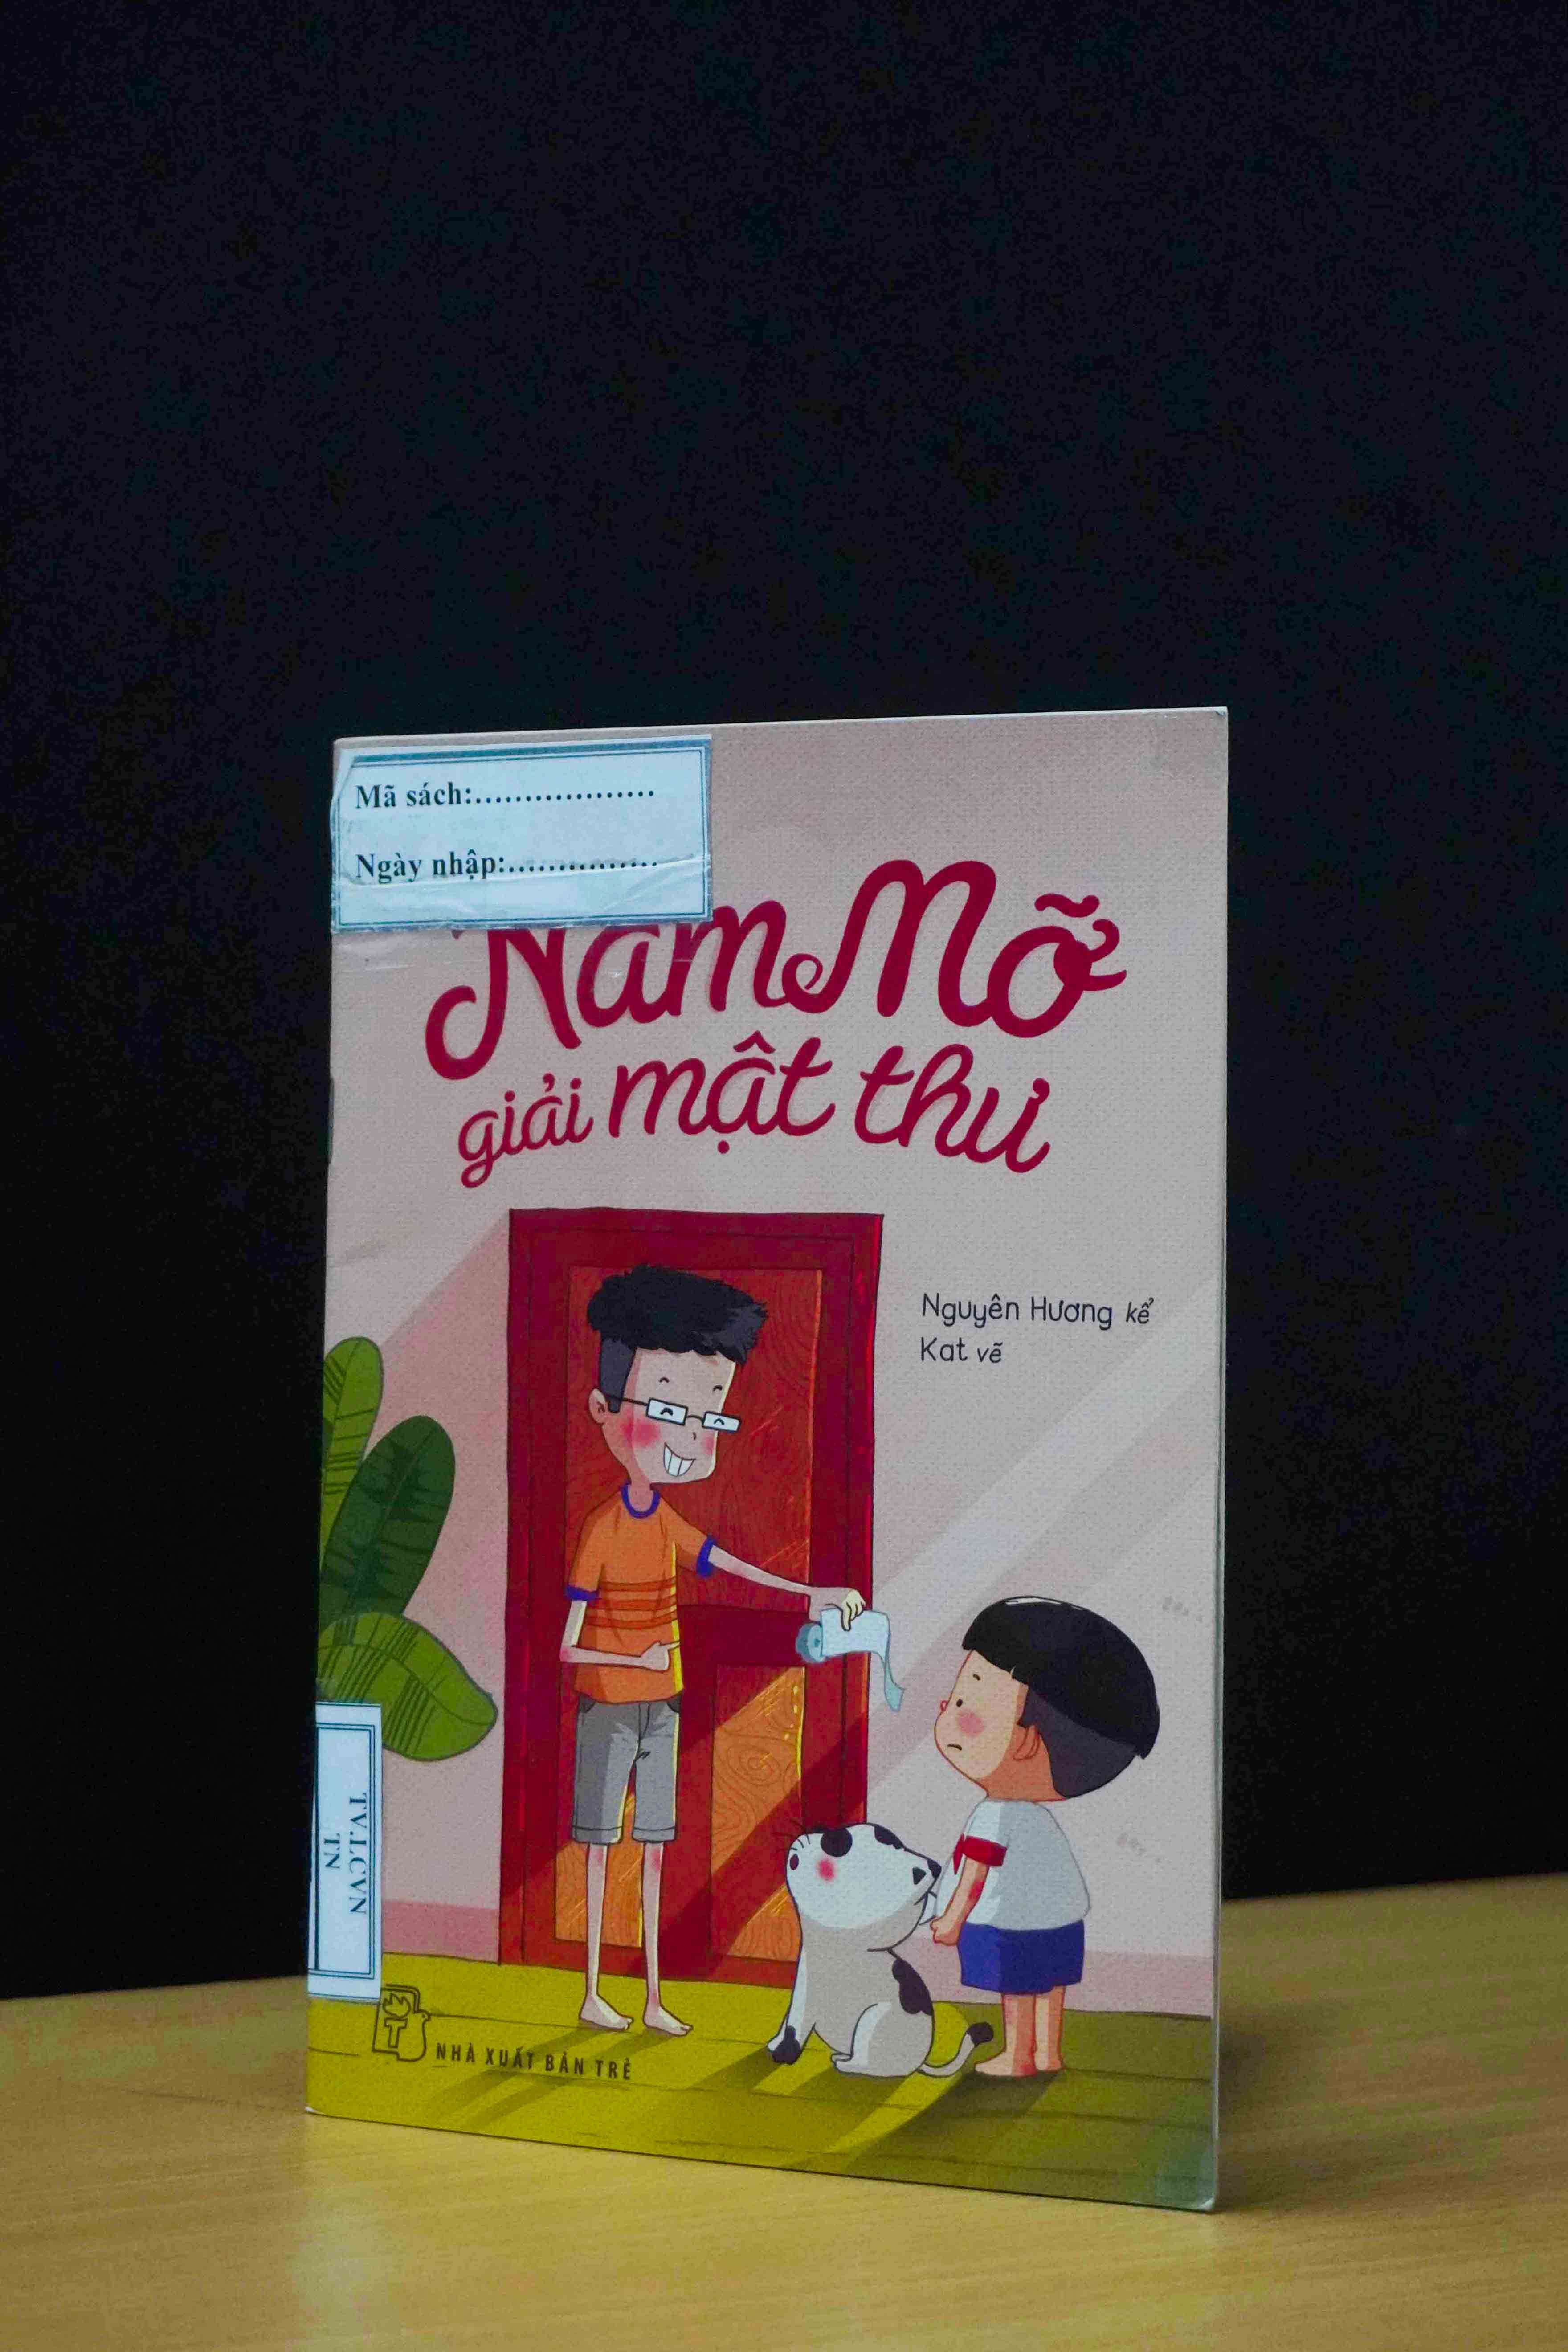 Mã sách:..................
Ngày nhập:...............
Nam Mỡ
giải mật thư
Nguyên Hương kể
Kat vẽ
TV.LCVN
TN
T
NHÀ XUẤT BẢN TRẺ